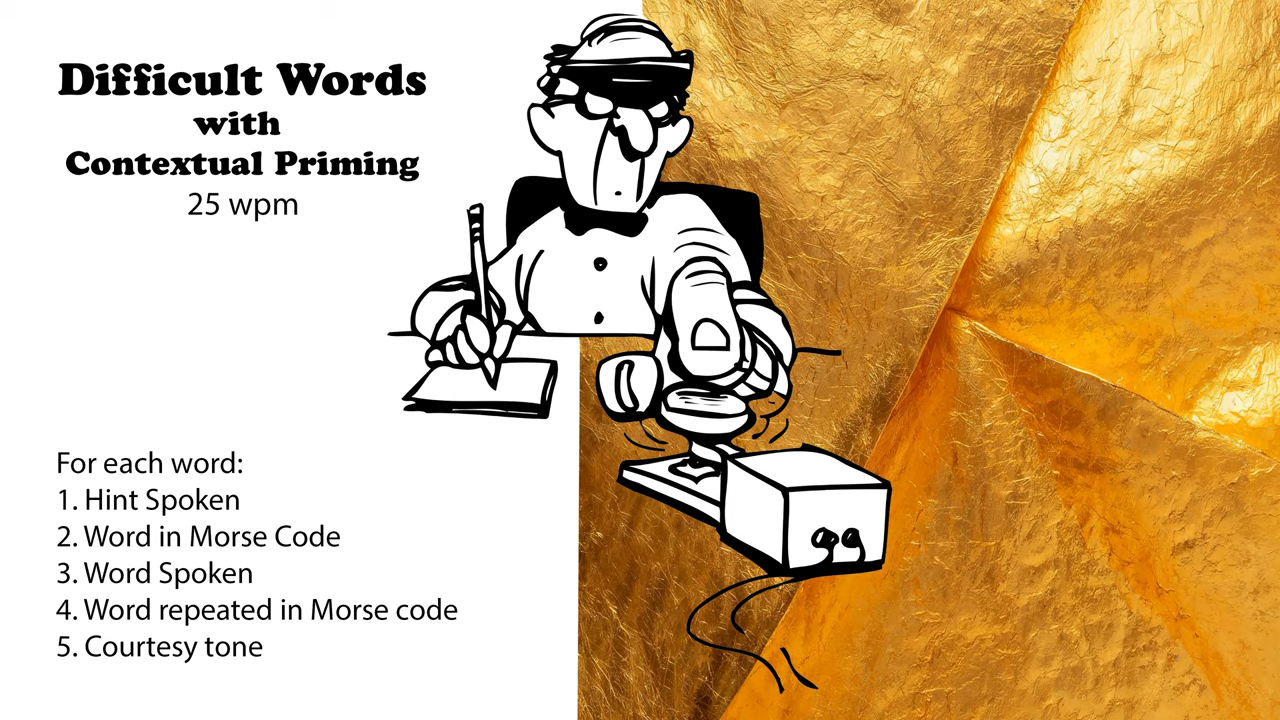 Difficult Words
with
Contextual Priming
25 wpm
For each word:
1. Hint Spoken
2. Word in Morse Code
3. Word Spoken
4. Word repeated in Morse code
5. Courtesy tone